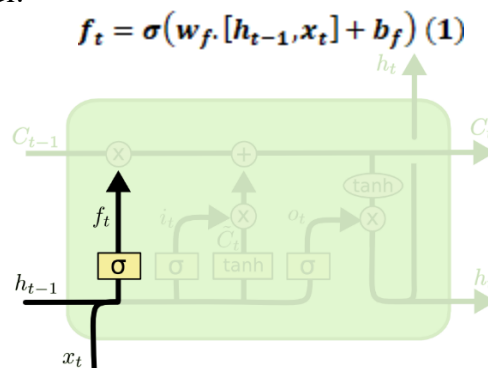 er.
f_t = σ(w_f. [h_{t−1}, x_t] + b_f) (1)
h_t
C_{t−1}
x
+
C
tanh
f_t
i_t
x
o_t
x
C̃_t
σ
σ
tanh
σ
h_{t−1}
h
x_t